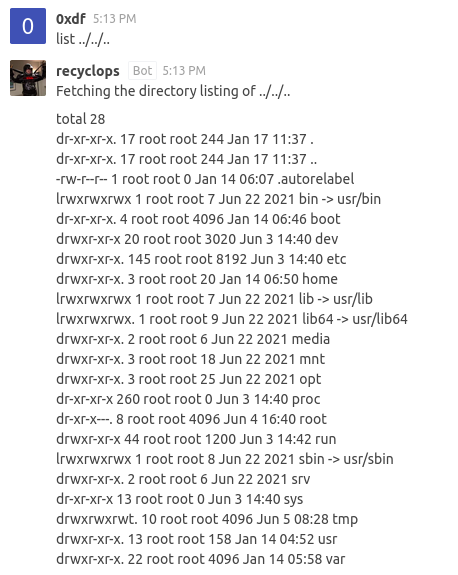 0
0xdf 5:13 PM
list ../../..
recyclops Bot 5:13 PM
Fetching the directory listing of ../../..
total 28
dr-xr-xr-x. 17 root root 244 Jan 17 11:37 .
dr-xr-xr-x. 17 root root 244 Jan 17 11:37 ..
-rw-r--r-- 1 root root 0 Jan 14 06:07 .autorelabel
lrwxrwxrwx 1 root root 7 Jun 22 2021 bin -> usr/bin
dr-xr-xr-x. 4 root root 4096 Jan 14 06:46 boot
drwxr-xr-x 20 root root 3020 Jun 3 14:40 dev
drwxr-xr-x. 145 root root 8192 Jun 3 14:40 etc
drwxr-xr-x. 3 root root 20 Jan 14 06:50 home
lrwxrwxrwx 1 root root 7 Jun 22 2021 lib -> usr/lib
lrwxrwxrwx. 1 root root 9 Jun 22 2021 lib64 -> usr/lib64
drwxr-xr-x. 2 root root 6 Jun 22 2021 media
drwxr-xr-x. 3 root root 18 Jun 22 2021 mnt
drwxr-xr-x. 3 root root 25 Jun 22 2021 opt
dr-xr-xr-x 260 root root 0 Jun 3 14:40 proc
dr-xr-x---. 8 root root 4096 Jun 4 16:40 root
drwxr-xr-x 44 root root 1200 Jun 3 14:42 run
lrwxrwxrwx 1 root root 8 Jun 22 2021 sbin -> usr/sbin
drwxr-xr-x. 2 root root 6 Jun 22 2021 srv
dr-xr-xr-x 13 root root 0 Jun 3 14:40 sys
drwxrwxrwt. 10 root root 4096 Jun 5 08:28 tmp
drwxr-xr-x. 13 root root 158 Jan 14 04:52 usr
drwxr-xr-x. 22 root root 4096 Jan 14 05:58 var